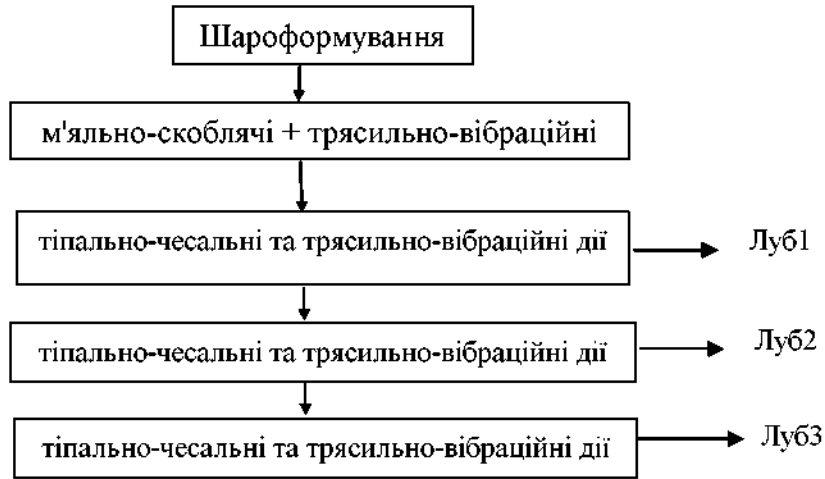 Шароформування
м'яльно-скоблячі + трясильно-вібраційні
тіпально-чесальні та трясильно-вібраційні дії
Луб1
тіпально-чесальні та трясильно-вібраційні дії
Луб2
тіпально-чесальні та трясильно-вібраційні дії
Луб3